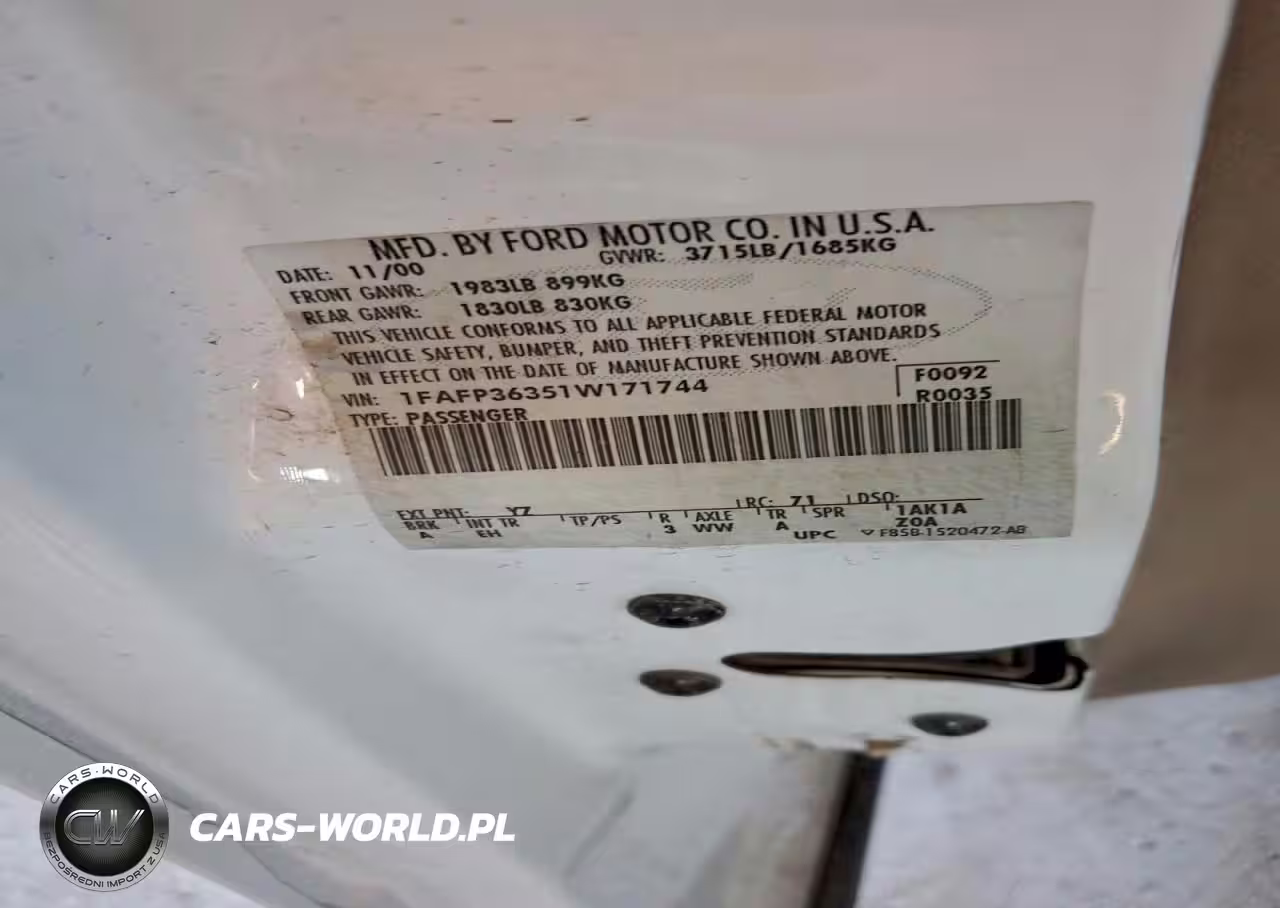 MFD. BY FORD MOTOR CO. IN U.S.A.
DATE: 11/00 GVWR: 3715LB/1685KG
FRONT GAWR: 1983LB 899KG
REAR GAWR: 1830LB 830KG
THIS VEHICLE CONFORMS TO ALL APPLICABLE FEDERAL MOTOR
VEHICLE SAFETY, BUMPER, AND THEFT PREVENTION STANDARDS
IN EFFECT ON THE DATE OF MANUFACTURE SHOWN ABOVE.
VIN: 1FAFP36351W171744 F0092
TYPE: PASSENGER R0035
EXT PNT: YZ RC: 71 DSO:
BRK INT TR TP/PS R AXLE TR SPR 1AK1A
A EH 3 WW A Z0A
UPC F85B-1520472-AB
CARS-WORLD
CW
BEZPOŚREDNI IMPORT Z USA
CARS-WORLD.PL